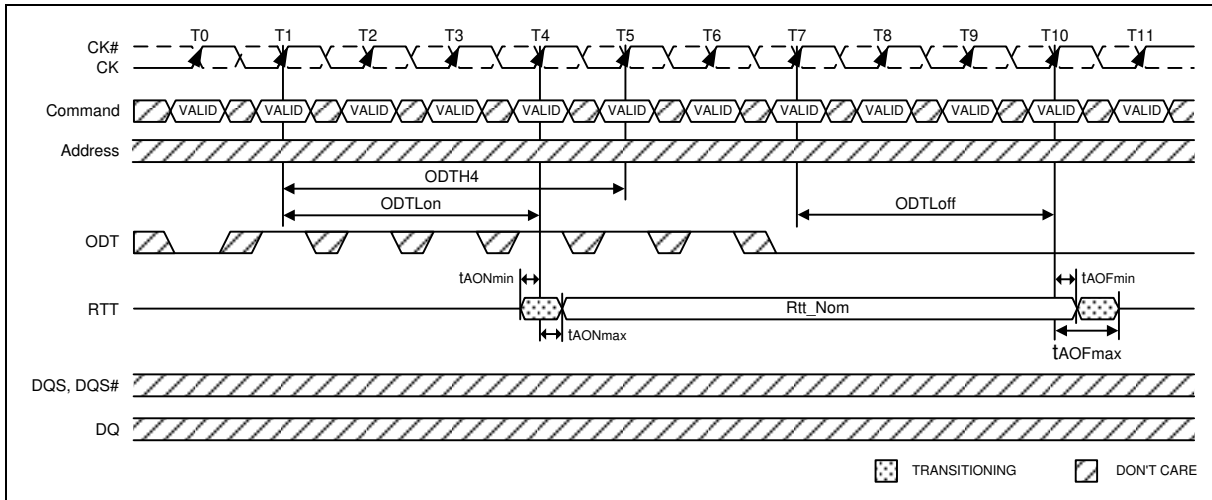 T0 T1 T2 T3 T4 T5 T6 T7 T8 T9 T10 T11
CK#
CK
Command VALID VALID VALID VALID VALID VALID VALID VALID VALID VALID VALID VALID
Address
ODTH4
ODTLon ODTLoff
ODT
tAONmin tAOFmin
RTT Rtt_Nom
tAONmax
tAOFmax
DQS, DQS#
DQ
TRANSITIONING DON'T CARE